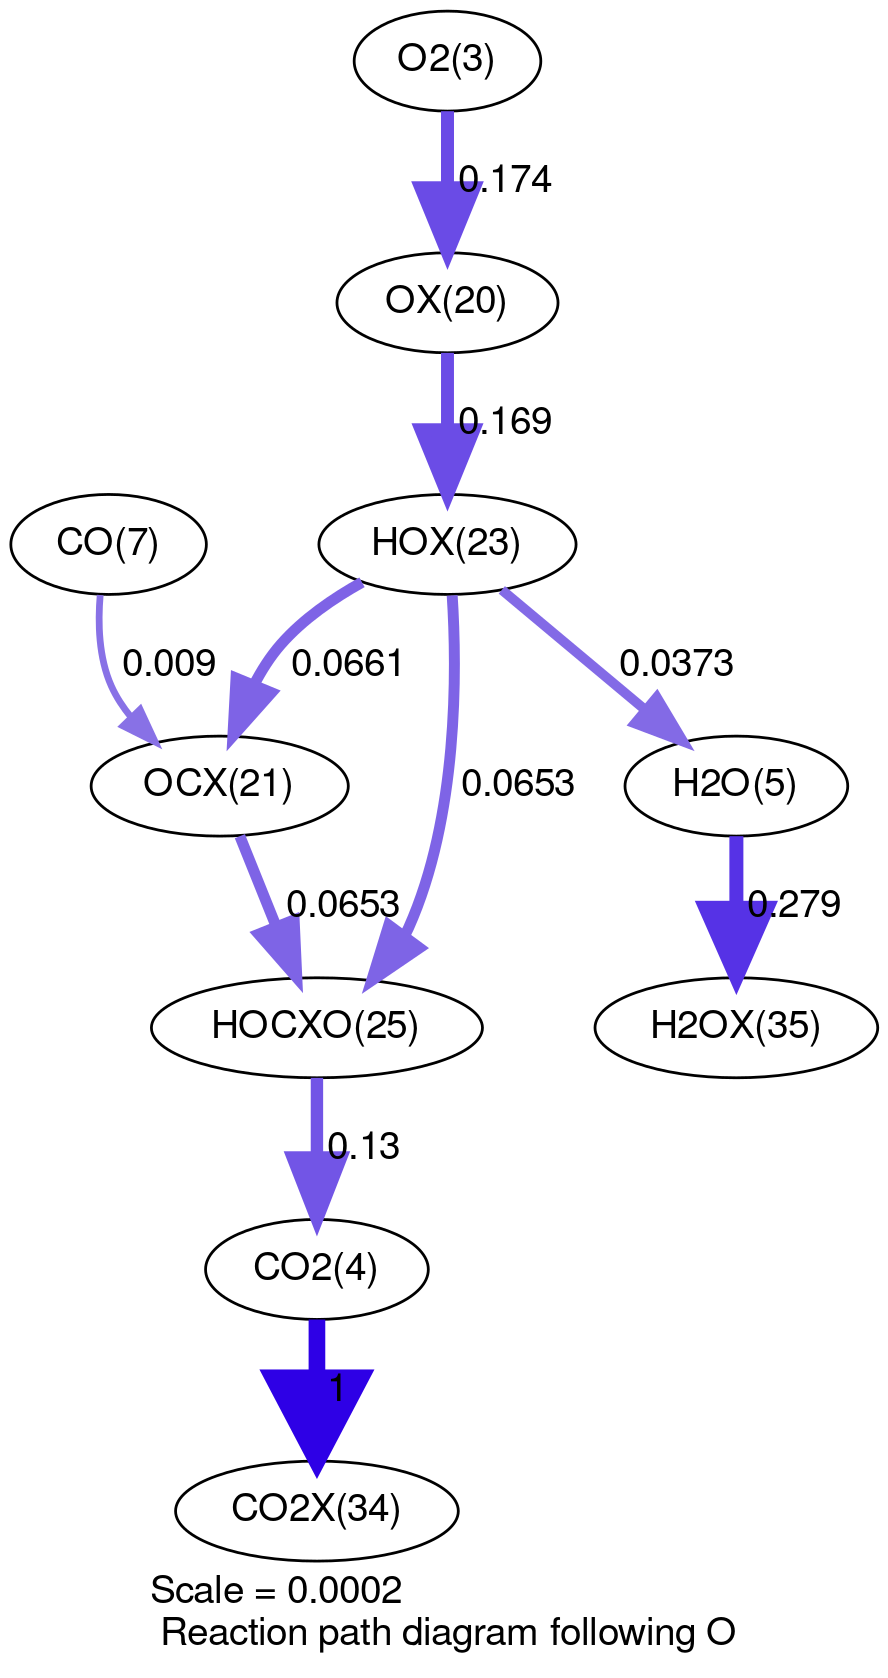 O2(3)
0.174
OX(20)
0.169
CO(7)
HOX(23)
0.009
0.0661
0.0373
0.0653
OCX(21)
H2O(5)
0.0653
0.279
HOCXO(25)
H2OX(35)
0.13
CO2(4)
1
CO2X(34)
Scale = 0.0002
Reaction path diagram following O